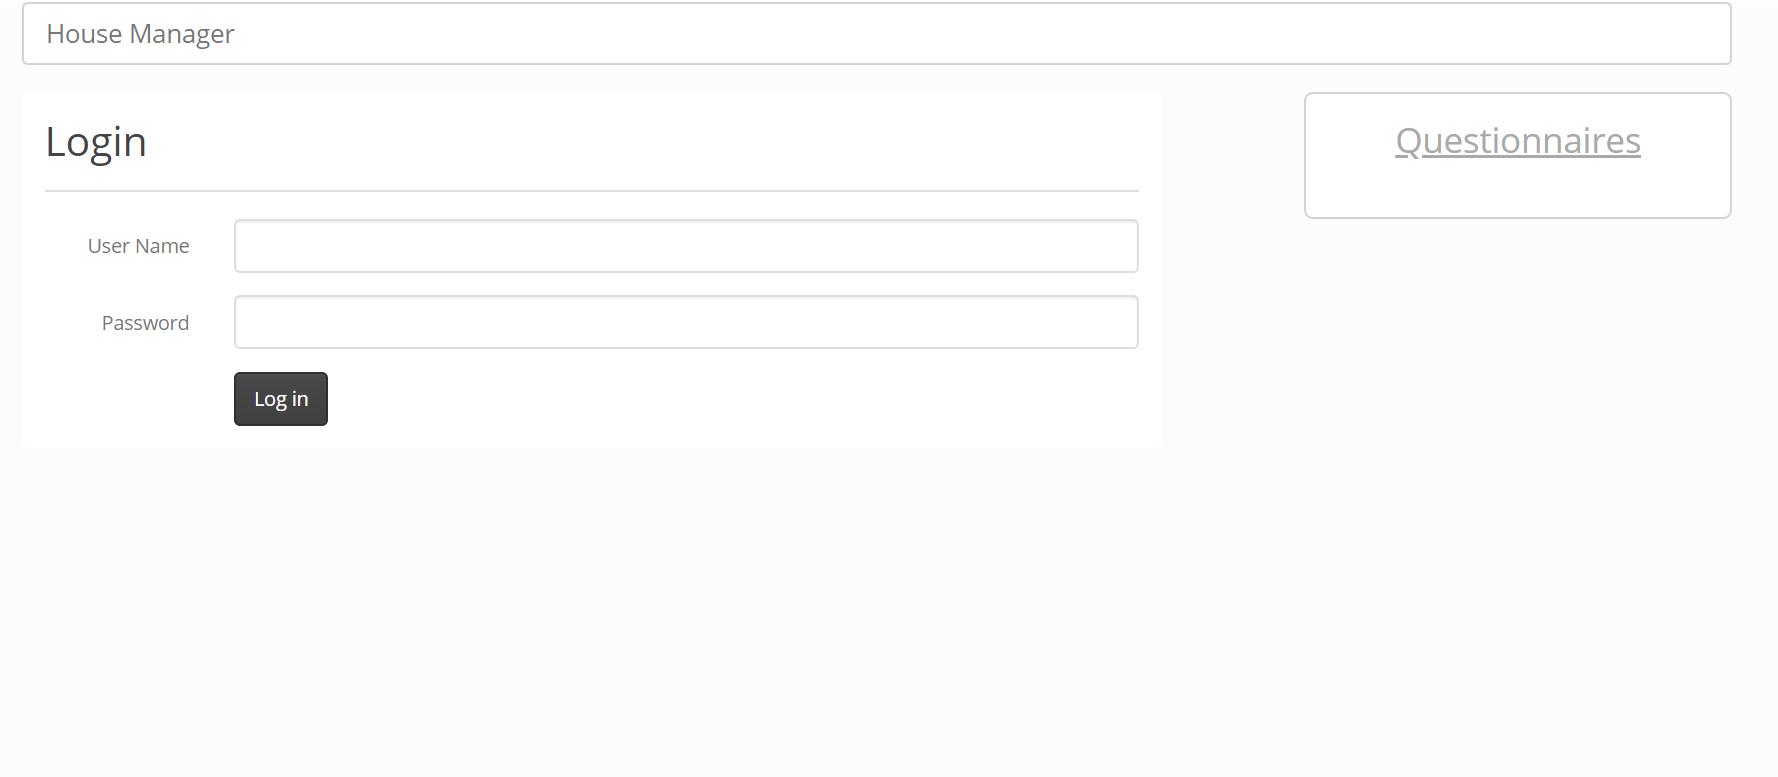 House Manager
Login
Questionnaires
User Name
Password
Log in